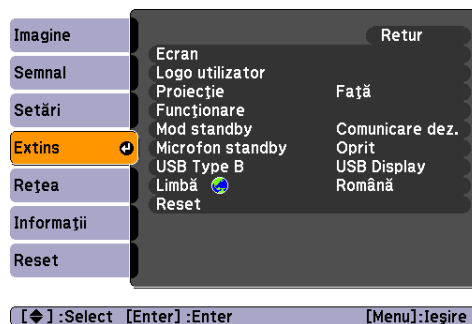 Imagine
Semnal
Setări
Extins
Reţea
Informaţii
Reset
Retur
Ecran
Logo utilizator
Proiecţie Faţă
Funcţionare
Mod standby Comunicare dez.
Microfon standby Oprit
USB Type B USB Display
Limbă Română
Reset
[◆] :Select [Enter] :Enter [Menu]:Ieşire